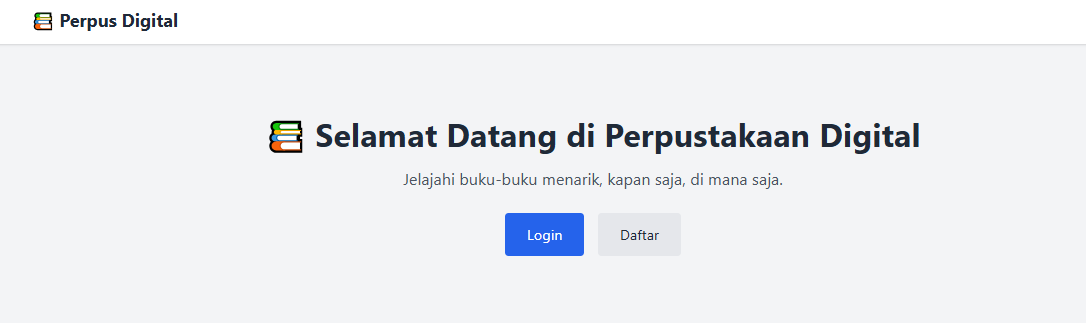 Perpus Digital
Selamat Datang di Perpustakaan Digital
Jelajahi buku-buku menarik, kapan saja, di mana saja.
Login
Daftar